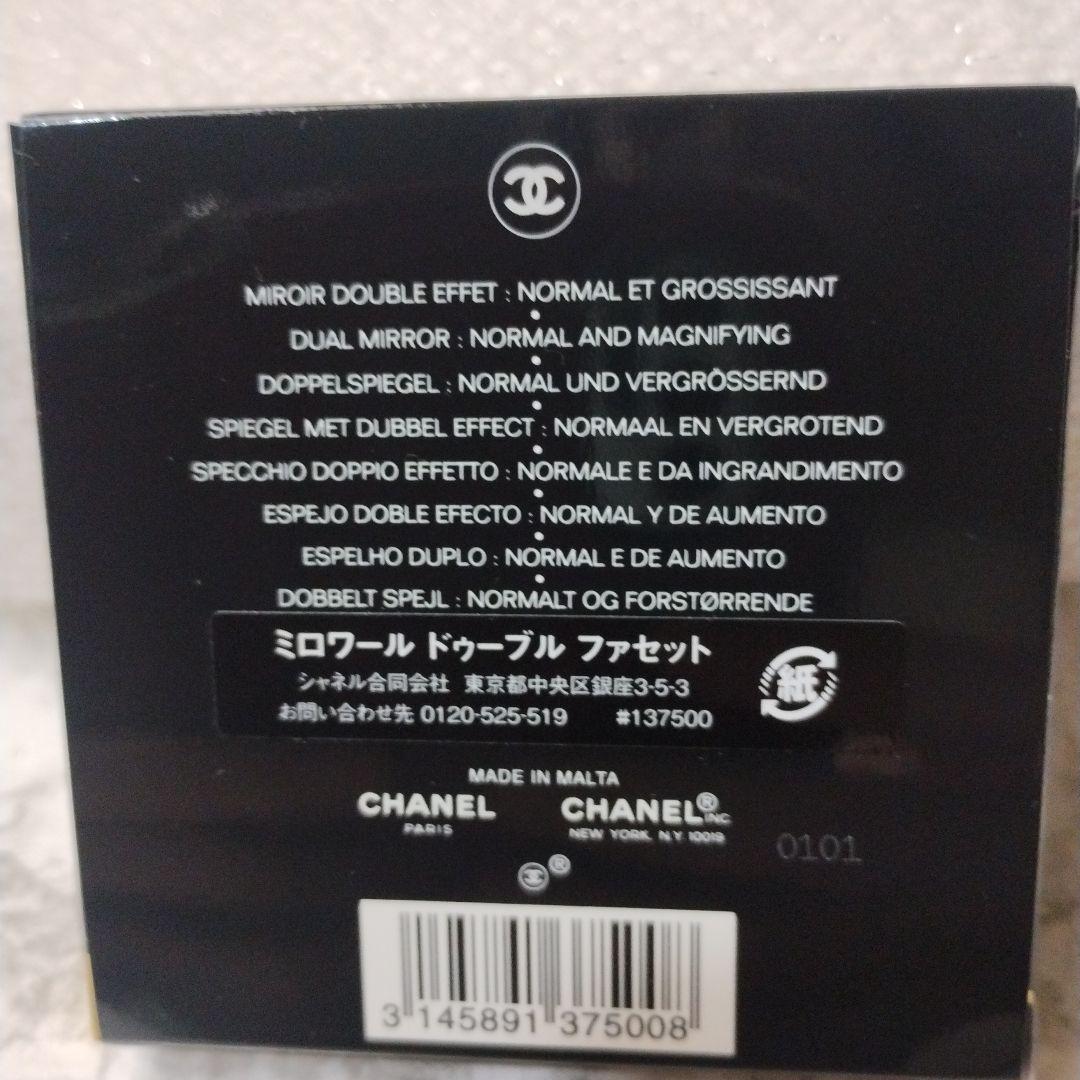 MIROIR DOUBLE EFFET : NORMAL ET GROSSISSANT
DUAL MIRROR : NORMAL AND MAGNIFYING
DOPPELSPIEGEL : NORMAL UND VERGRÖSSERND
SPIEGEL MET DUBBEL EFFECT : NORMAAL EN VERGROTEND
SPECCHIO DOPPIO EFFETTO : NORMALE E DA INGRANDIMENTO
ESPEJO DOBLE EFECTO : NORMAL Y DE AUMENTO
ESPELHO DUPLO : NORMAL E DE AUMENTO
DOBBELT SPEJL : NORMALT OG FORSTØRRENDE
ミロワール ドゥーブル ファセット
シャネル合同会社 東京都中央区銀座3-5-3
お問い合わせ先 0120-525-519 #137500
紙
MADE IN MALTA
CHANEL CHANEL® INC.
PARIS NEW YORK, N.Y. 10019
0101
®
3 145891 375008